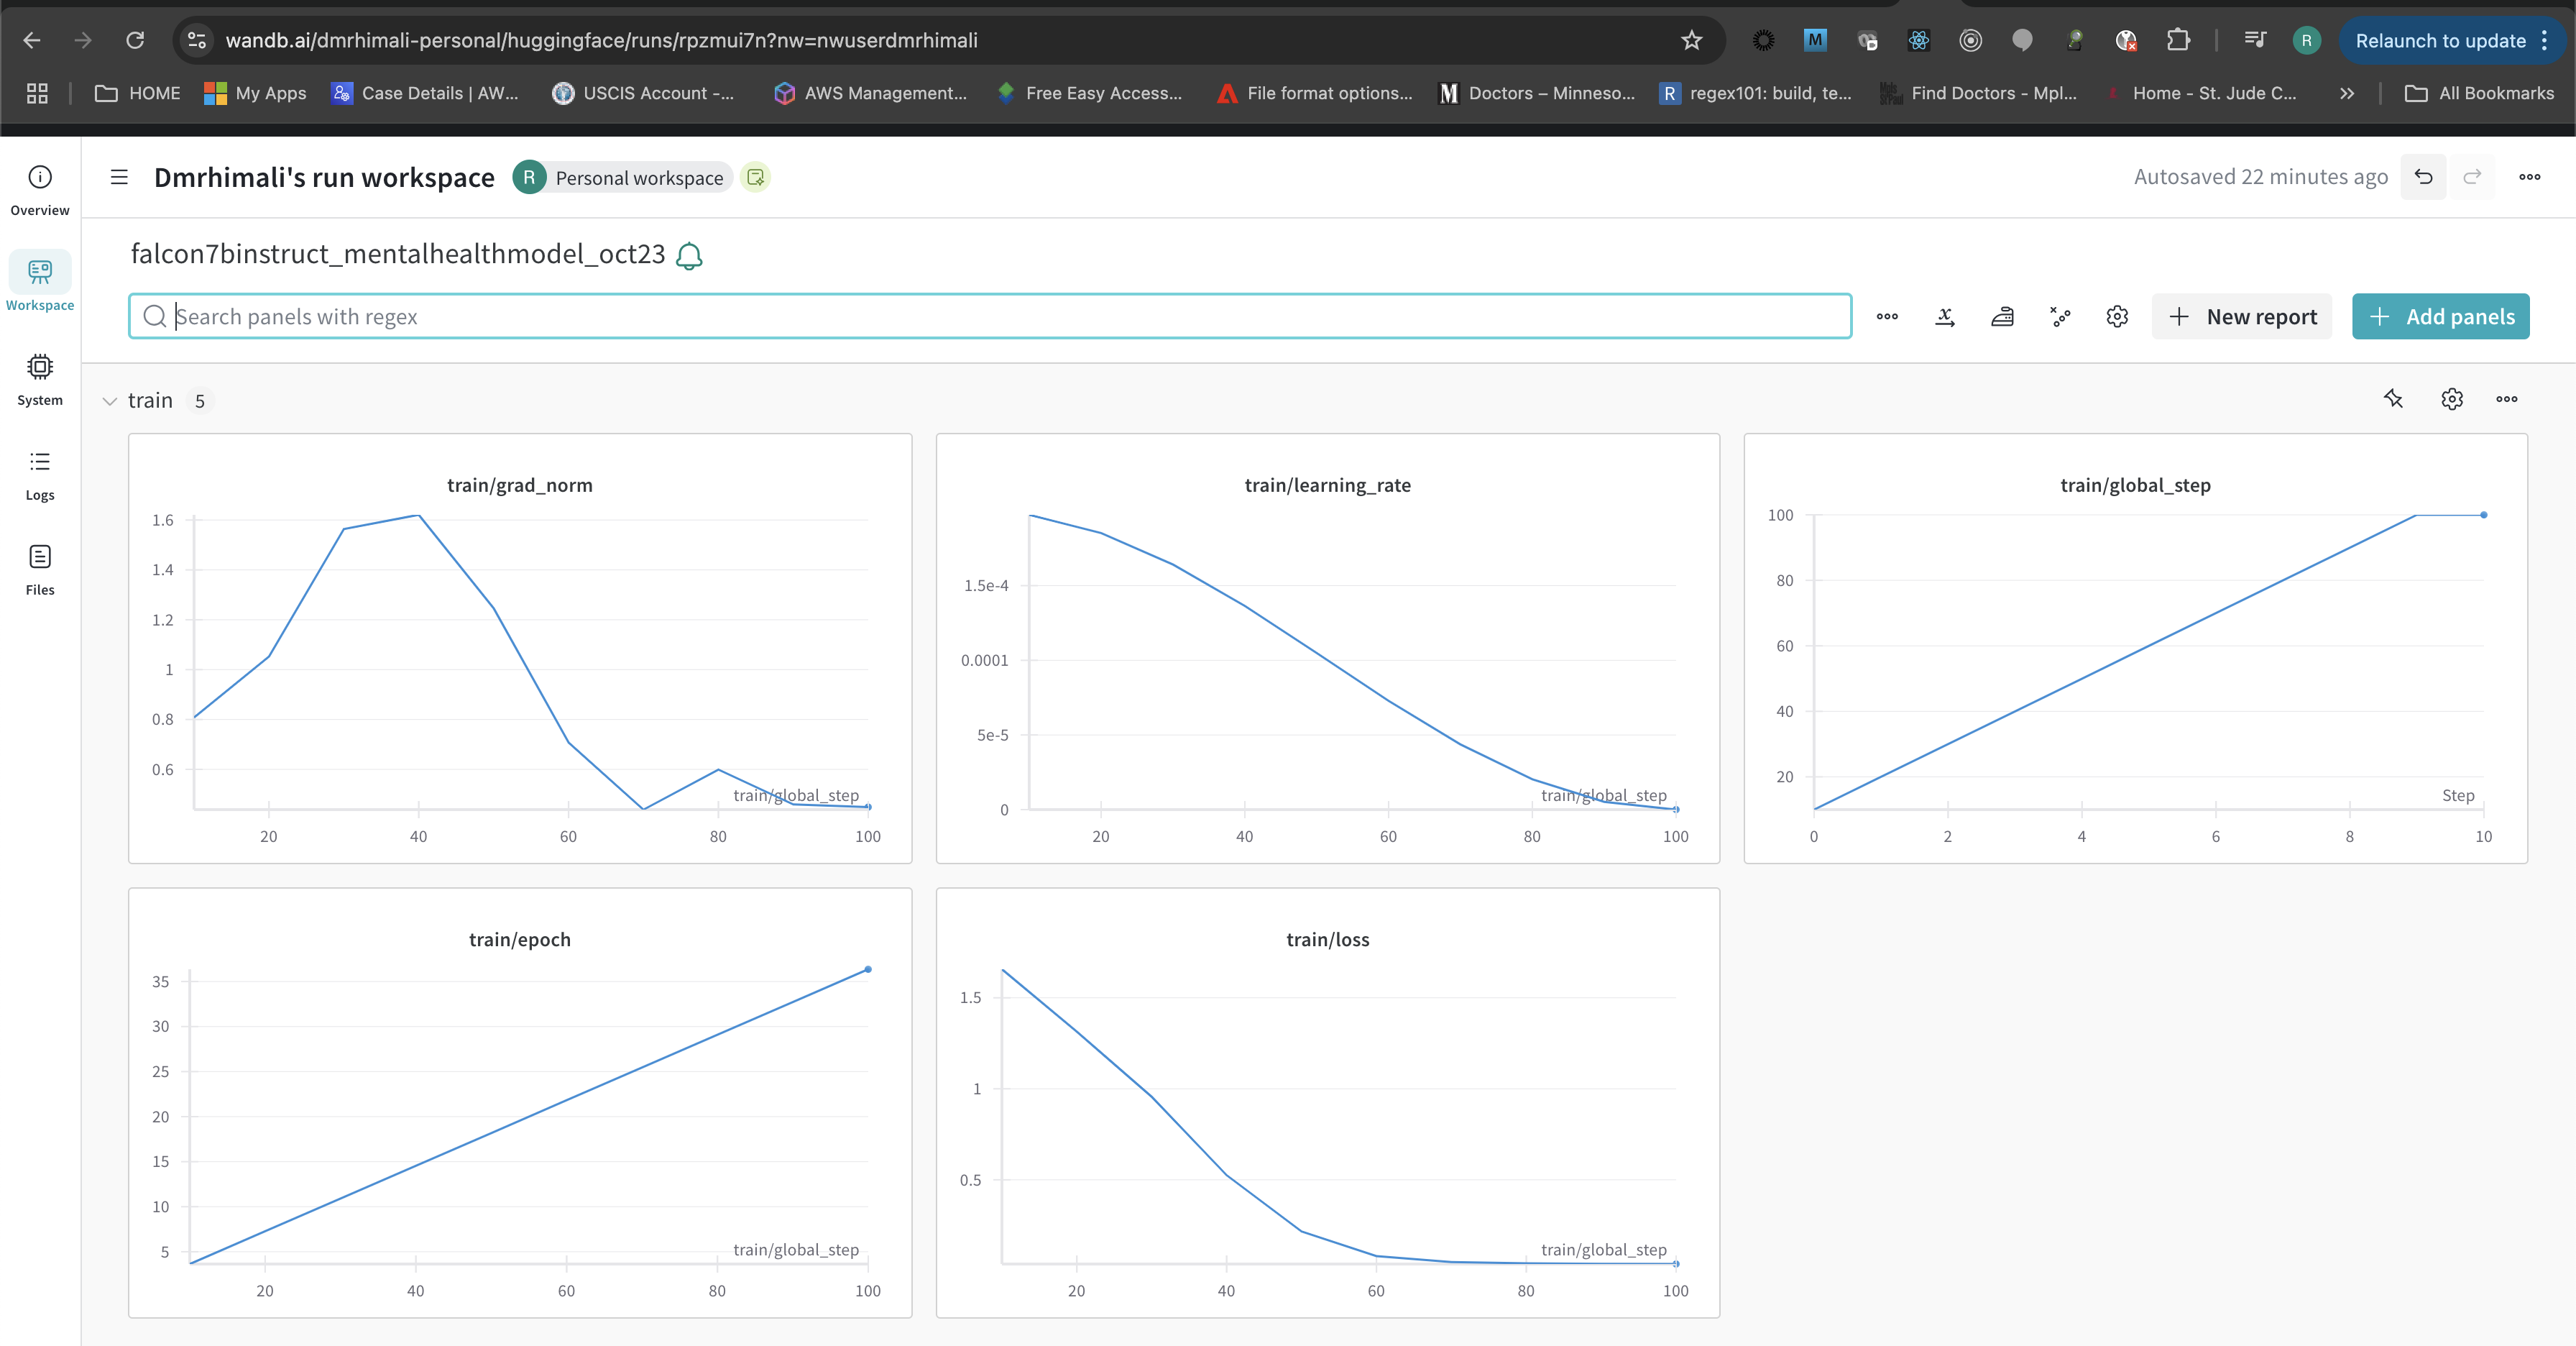 wandb.ai/dmrhimali-personal/huggingface/runs/rpzmui7n?nw=nwuserdmrhimali
M
R
Relaunch to update
HOME
My Apps
Case Details | AW...
USCIS Account -...
AWS Management...
Free Easy Access...
File format options...
M Doctors – Minneso...
R regex101: build, te...
Find Doctors - Mpl...
Home - St. Jude C...
All Bookmarks
Overview
Workspace
System
Logs
Files
Dmrhimali's run workspace
R Personal workspace
Autosaved 22 minutes ago
falcon7binstruct_mentalhealthmodel_oct23
Search panels with regex
New report
Add panels
train 5
train/grad_norm
1.6
1.4
1.2
1
0.8
0.6
train/global_step
20 40 60 80 100
train/learning_rate
1.5e-4
0.0001
5e-5
0
train/global_step
20 40 60 80 100
train/global_step
100
80
60
40
20
Step
0 2 4 6 8 10
train/epoch
35
30
25
20
15
10
5
train/global_step
20 40 60 80 100
train/loss
1.5
1
0.5
train/global_step
20 40 60 80 100